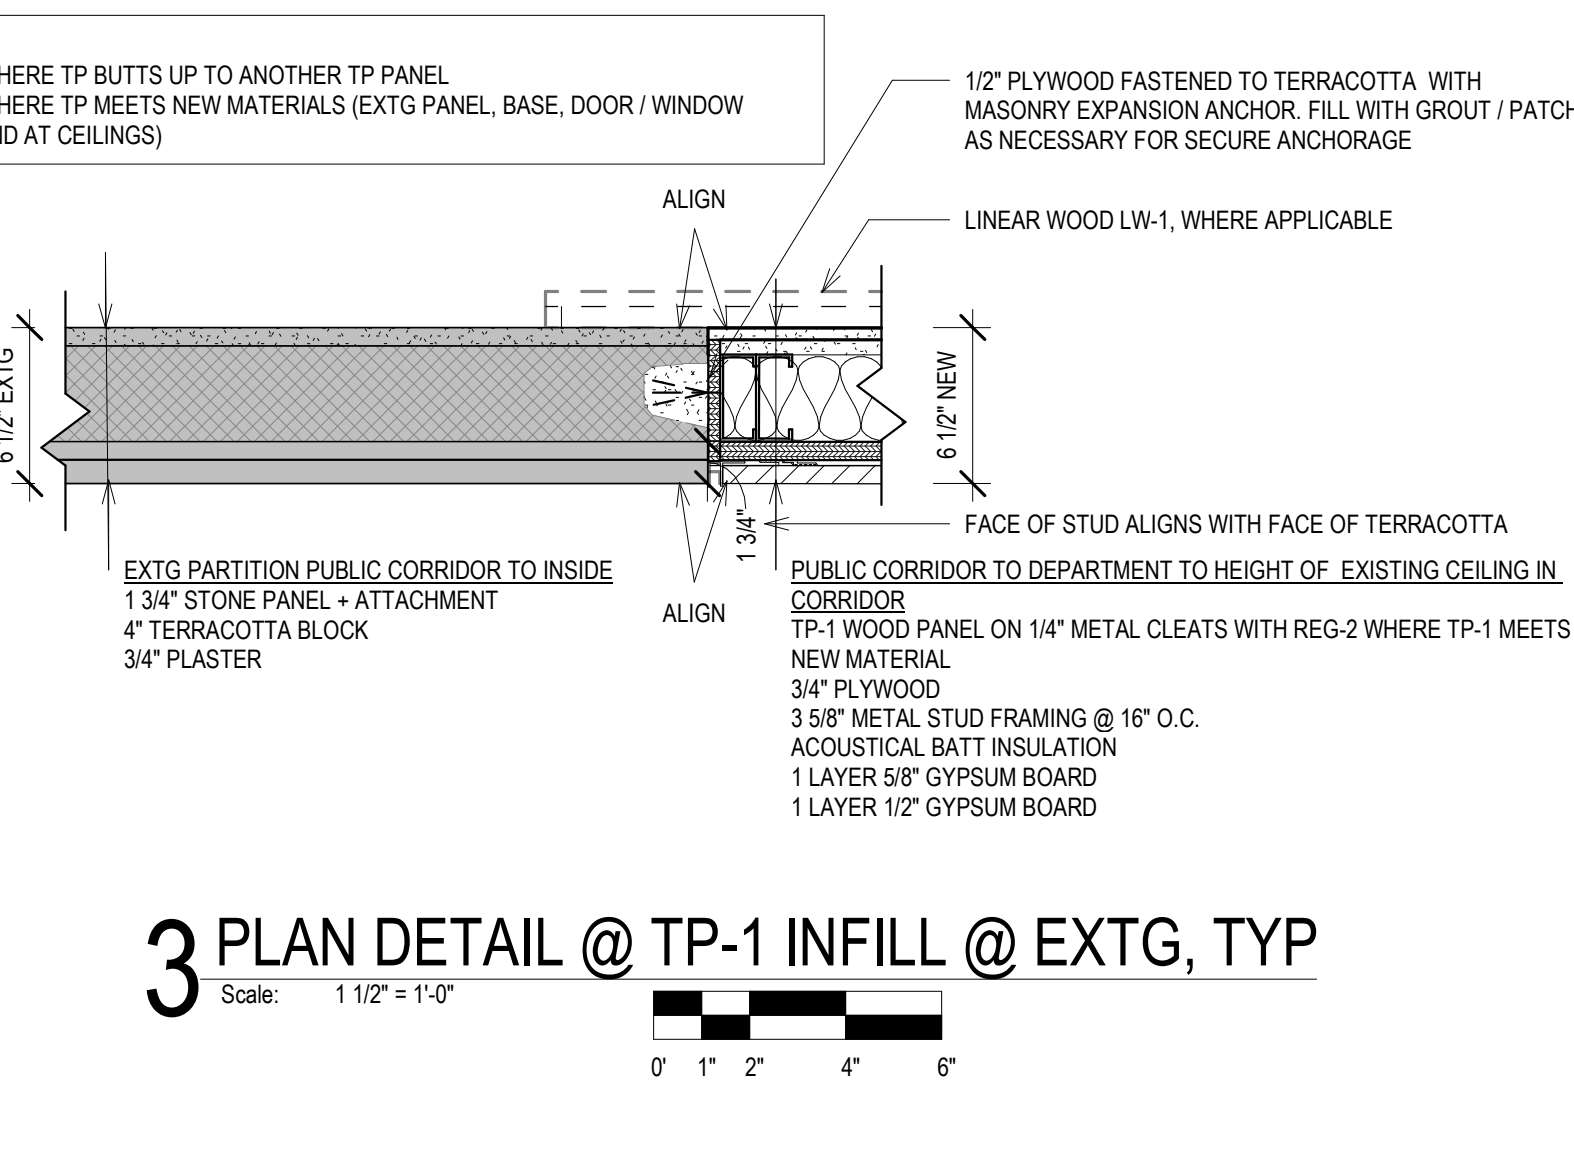 HERE TP BUTTS UP TO ANOTHER TP PANEL
HERE TP MEETS NEW MATERIALS (EXTG PANEL, BASE, DOOR / WINDOW
ND AT CEILINGS)
1/2" PLYWOOD FASTENED TO TERRACOTTA WITH
MASONRY EXPANSION ANCHOR. FILL WITH GROUT / PATCH
AS NECESSARY FOR SECURE ANCHORAGE
ALIGN
LINEAR WOOD LW-1, WHERE APPLICABLE
6 1/2" EXTG
6 1/2" NEW
1 3/4"
FACE OF STUD ALIGNS WITH FACE OF TERRACOTTA
EXTG PARTITION PUBLIC CORRIDOR TO INSIDE
1 3/4" STONE PANEL + ATTACHMENT
4" TERRACOTTA BLOCK
3/4" PLASTER
ALIGN
PUBLIC CORRIDOR TO DEPARTMENT TO HEIGHT OF EXISTING CEILING IN
CORRIDOR
TP-1 WOOD PANEL ON 1/4" METAL CLEATS WITH REG-2 WHERE TP-1 MEETS
NEW MATERIAL
3/4" PLYWOOD
3 5/8" METAL STUD FRAMING @ 16" O.C.
ACOUSTICAL BATT INSULATION
1 LAYER 5/8" GYPSUM BOARD
1 LAYER 1/2" GYPSUM BOARD
3 PLAN DETAIL @ TP-1 INFILL @ EXTG, TYP
Scale: 1 1/2" = 1'-0"
0' 1" 2" 4" 6"